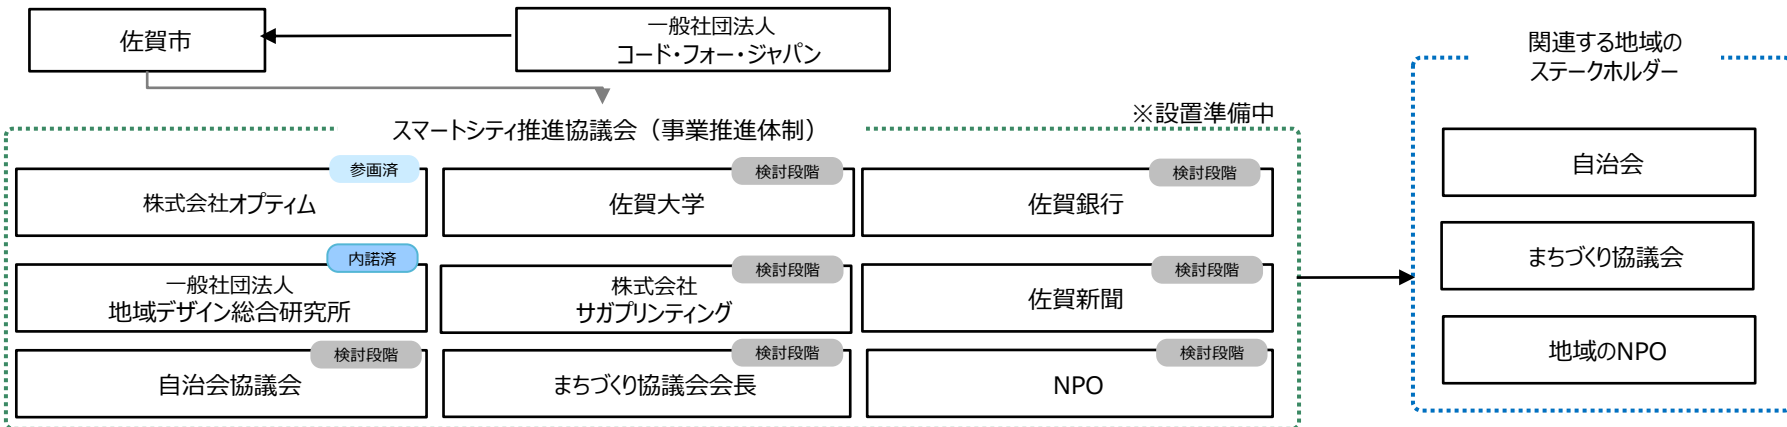 佐賀市
一般社団法人
コード・フォー・ジャパン
関連する地域の
ステークホルダー
※設置準備中
スマートシティ推進協議会（事業推進体制）
参画済
株式会社オプティム
検討段階
佐賀大学
検討段階
佐賀銀行
内諾済
一般社団法人
地域デザイン総合研究所
検討段階
株式会社
サガプリンティング
検討段階
佐賀新聞
検討段階
自治会協議会
検討段階
まちづくり協議会会長
検討段階
NPO
自治会
まちづくり協議会
地域のNPO